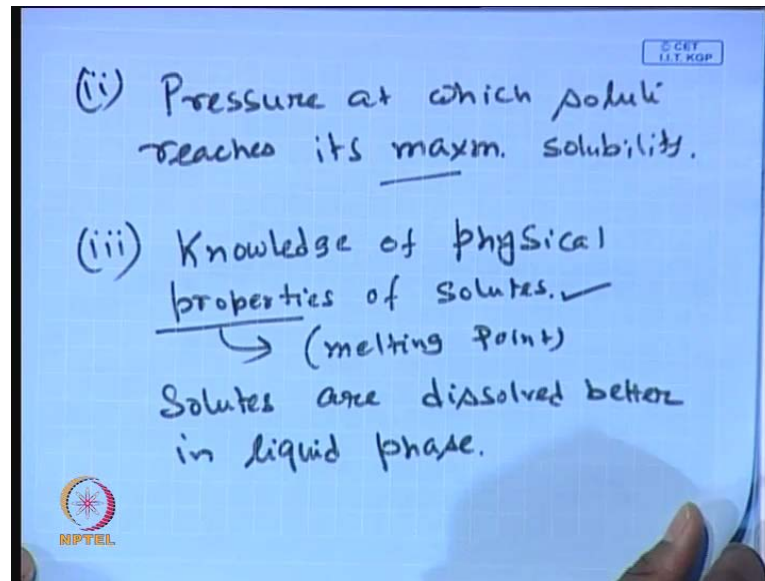 © CET
I.I.T. KGP
(ii) Pressure at which solute
reaches its maxm. solubility.
(iii) Knowledge of physical
properties of solutes.
(melting point)
Solutes are dissolved better
in liquid phase.
NPTEL